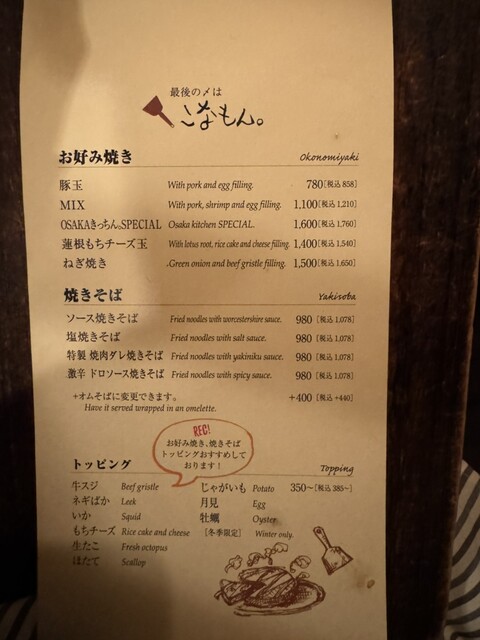 最後の〆は
こなもん。
お好み焼き Okonomiyaki
豚玉 With pork and egg filling. 780[税込 858]
MIX With pork, shrimp and egg filling. 1,100[税込 1,210]
OSAKAきっちん。SPECIAL Osaka kitchen SPECIAL. 1,600[税込 1,760]
蓮根もちチーズ玉 With lotus root, rice cake and cheese filling. 1,400[税込 1,540]
ねぎ焼き Green onion and beef gristle filling. 1,500[税込 1,650]
焼きそば Yakisoba
ソース焼きそば Fried noodles with worcestershire sauce. 980 [税込 1,078]
塩焼きそば Fried noodles with salt sauce. 980 [税込 1,078]
特製 焼肉ダレ焼きそば Fried noodles with yakiniku sauce. 980 [税込 1,078]
激辛 ドロソース焼きそば Fried noodles with spicy sauce. 980 [税込 1,078]
+オムそばに変更できます。 +400 [税込 +440]
Have it served wrapped in an omelette.
REC!
お好み焼き、焼きそば
トッピングおすすめして
おります！
トッピング Topping
牛スジ Beef gristle じゃがいも Potato 350〜[税込 385〜]
ネギばか Leek 月見 Egg
いか Squid 牡蠣 Oyster
もちチーズ Rice cake and cheese [冬季限定] Winter only.
生たこ Fresh octopus
ほたて Scallop